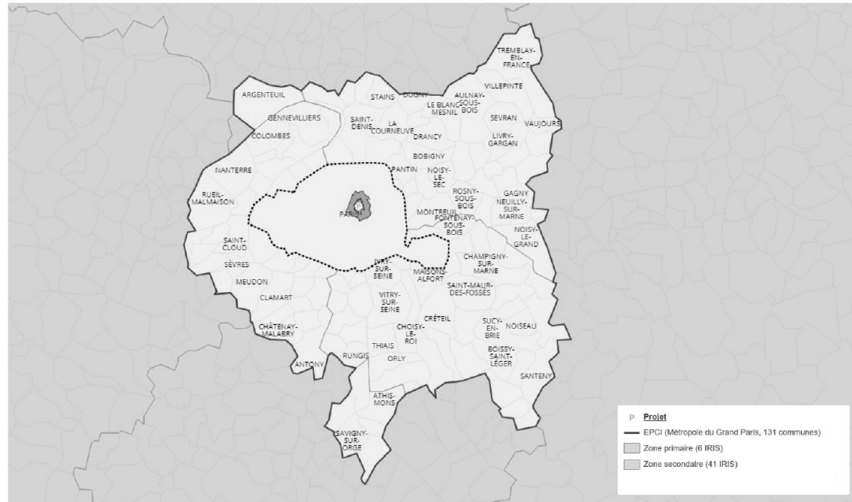 TREMBLAY-
EN-
FRANCE
VILLEPINTE
ARGENTEUIL
STAINS
DUGNY
AULNAY-
SOUS-
BOIS
LE BLANC
MESNIL
GENNEVILLIERS
SAINT-
DENIS
LA
COURNEUVE
SEVRAN
VAUJOURS
COLOMBES
DRANCY
LIVRY-
GARGAN
BOBIGNY
NANTERRE
PANTIN
NOISY-
LE-
SEC
RUEIL-
MALMAISON
ROSNY-
SOUS-
BOIS
GAGNY
NEUILLY-
SUR-
MARNE
P
MONTREUIL
FONTENAY-
SOUS-
BOIS
NOISY-
LE-
GRAND
SAINT-
CLOUD
SÈVRES
IVRY-
SUR-
SEINE
CHAMPIGNY-
SUR-
MARNE
MAISONS-
ALFORT
MEUDON
SAINT-MAUR-
DES-FOSSÉS
CLAMART
VITRY-
SUR-
SEINE
CRÉTEIL
SUCY-
EN-
BRIE
NOISEAU
CHÂTENAY-
MALABRY
CHOISY-
LE-
ROI
THIAIS
RUNGIS
ORLY
BOISSY-
SAINT-
LÉGER
ANTONY
SANTENY
ATHIS-
MONS
SAVIGNY-
SUR-
ORGE
P Projet
EPCI (Métropole du Grand Paris, 131 communes)
Zone primaire (6 IRIS)
Zone secondaire (41 IRIS)